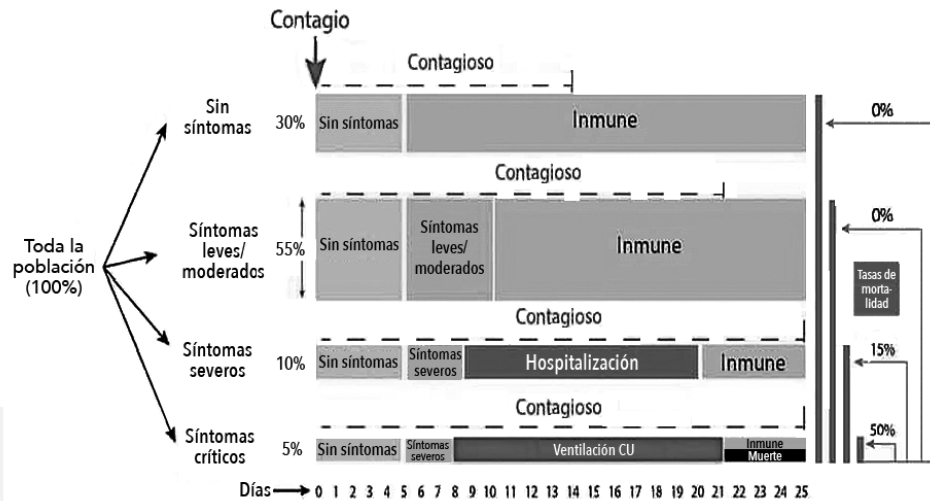 Contagio
Contagioso
Sin
síntomas
30%
Sin síntomas
Inmune
0%
Contagioso
Síntomas
leves/
moderados
55%
Sin síntomas
Síntomas
leves/
moderados
Inmune
0%
Toda la
población
(100%)
Tasas de
morta-
lidad
Contagioso
Síntomas
severos
10%
Sin síntomas
Síntomas
severos
Hospitalización
Inmune
15%
Contagioso
Síntomas
críticos
5%
Sin síntomas
Síntomas
severos
Ventilación CU
Inmune
Muerte
50%
Días 0 1 2 3 4 5 6 7 8 9 10 11 12 13 14 15 16 17 18 19 20 21 22 23 24 25